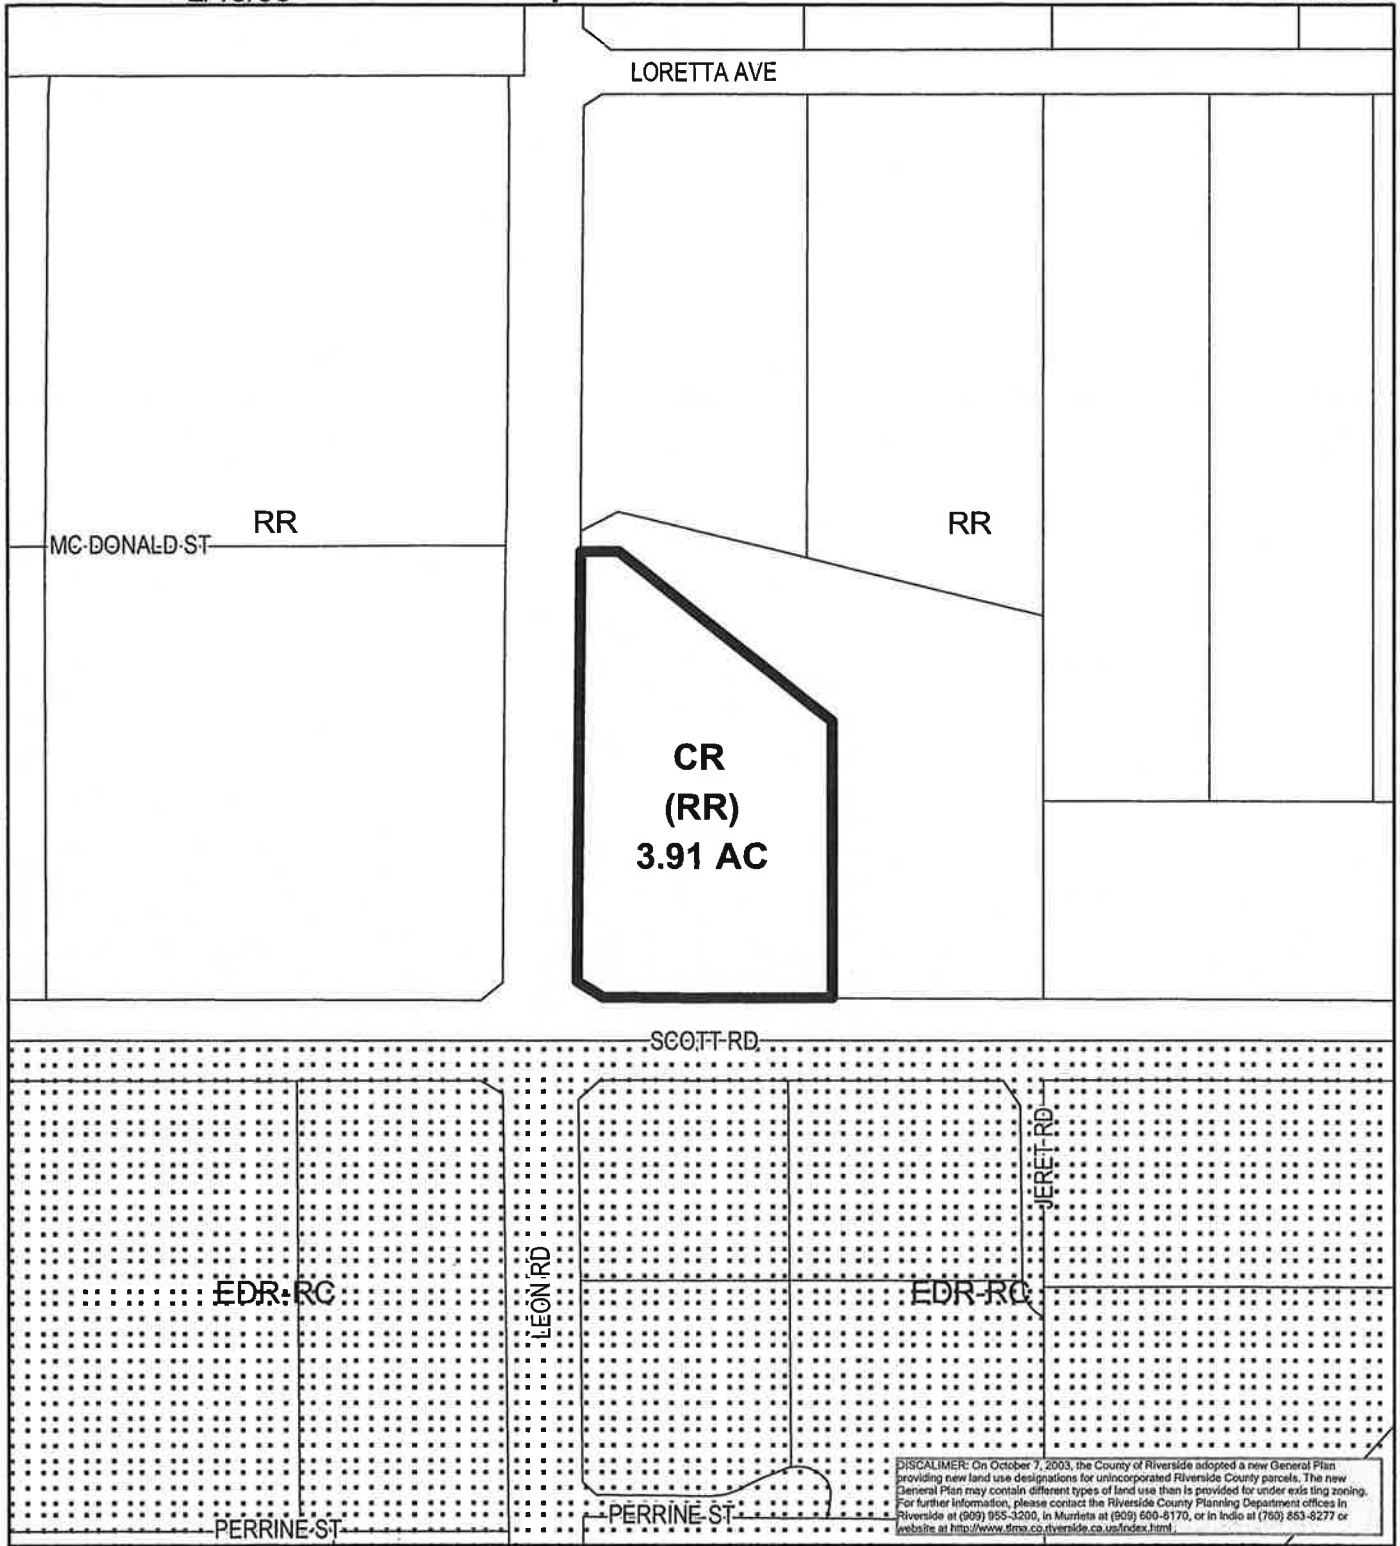 LORETTA AVE
RR
RR
MC DONALD ST
CR
(RR)
3.91 AC
SCOTT RD
JERET RD
LEON RD
EDR-RC
EDR-RC
PERRINE ST
PERRINE ST
DISCALIMER: On October 7, 2003, the County of Riverside adopted a new General Plan
providing new land use designations for unincorporated Riverside County parcels. The new
General Plan may contain different types of land use than is provided for under existing zoning.
For further information, please contact the Riverside County Planning Department offices in
Riverside at (909) 955-3200, in Murrieta at (909) 600-6170, or in Indio at (760) 863-8277 or
website at http://www.tlma.co.riverside.ca.us/index.html .